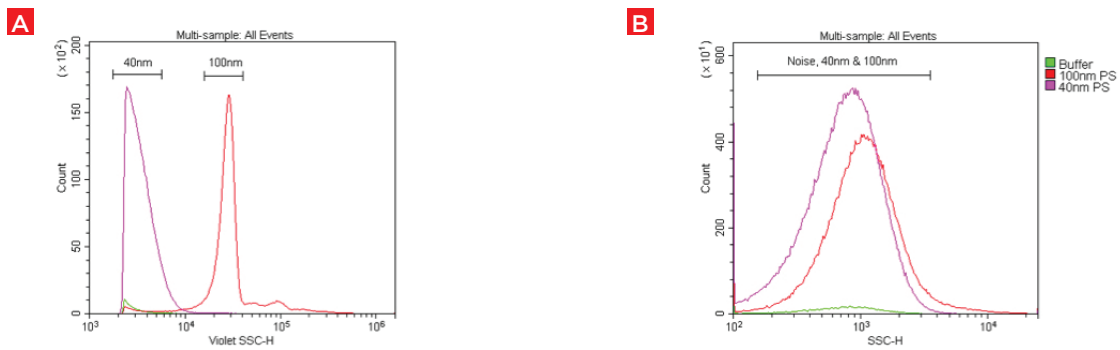 A
Multi-sample: All Events
(× 10²)
200
150
100
50
0
Count
40nm
100nm
10³
10⁴
10⁵
10⁶
Violet SSC-H
B
Multi-sample: All Events
(× 10¹)
600
400
200
0
Count
Noise, 40nm & 100nm
10²
10³
10⁴
SSC-H
Buffer
100nm PS
40nm PS